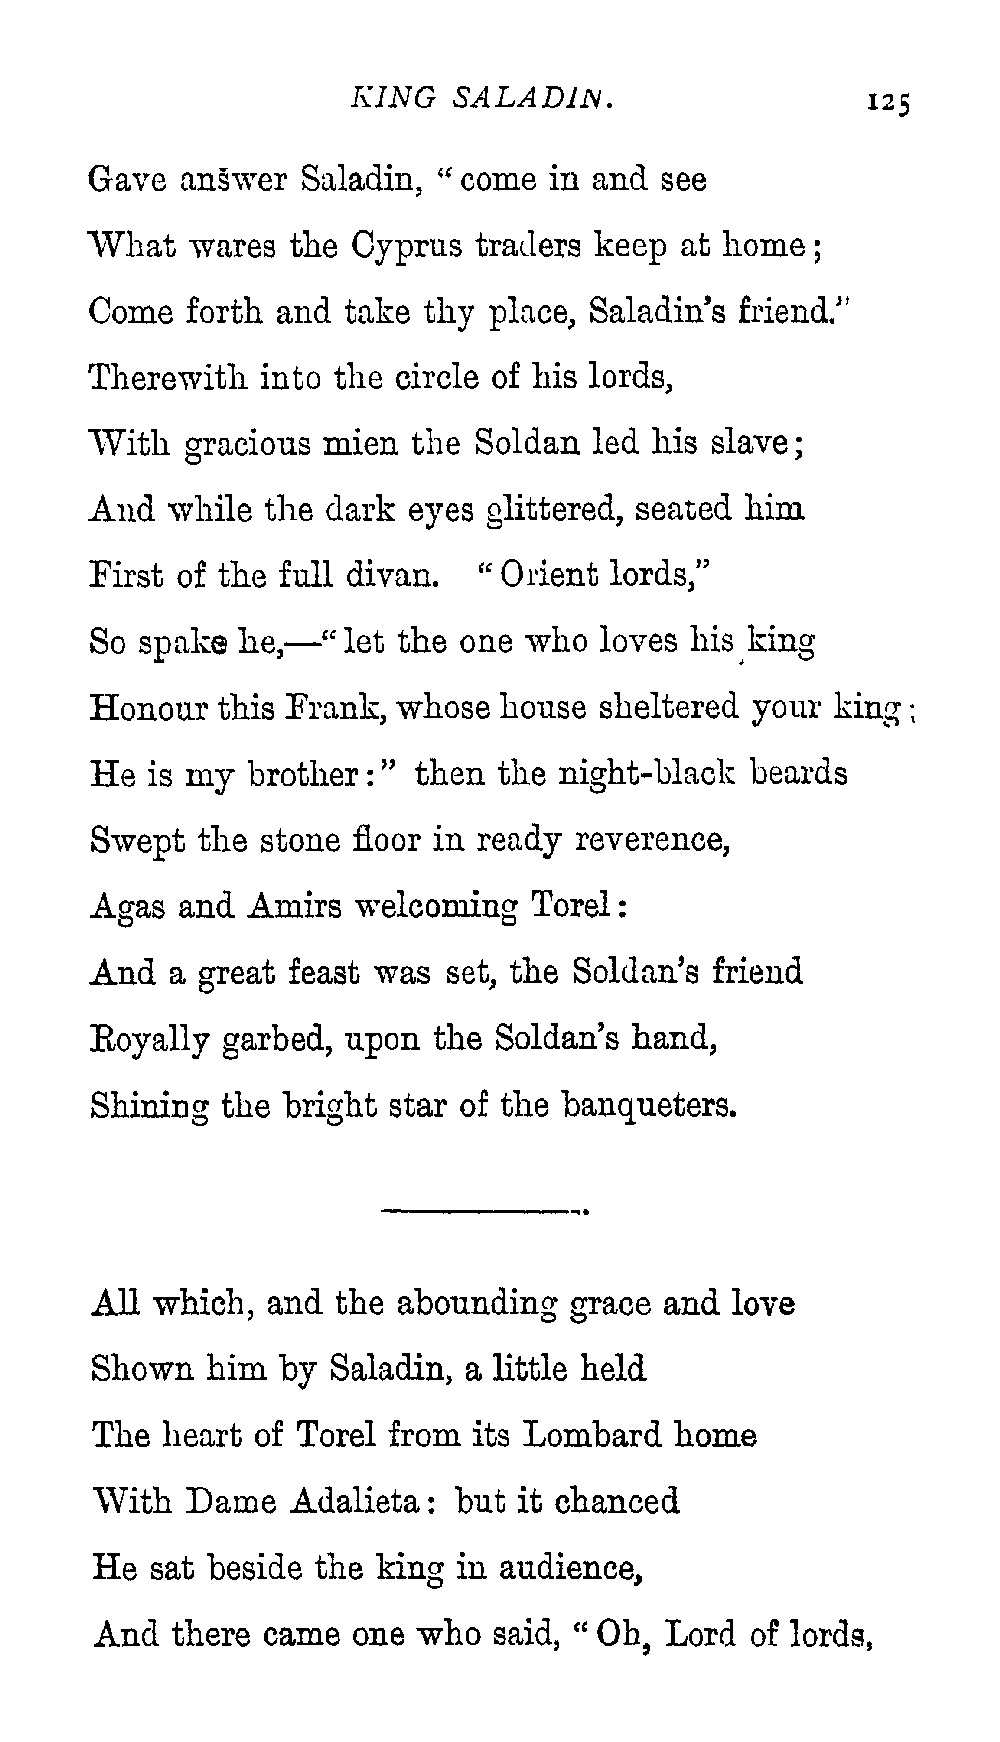 KING SALADIN. 125
Gave answer Saladin, “come in and see
What wares the Cyprus traders keep at home;
Come forth and take thy place, Saladin’s friend.”
Therewith into the circle of his lords,
With gracious mien the Soldan led his slave;
And while the dark eyes glittered, seated him
First of the full divan. “Orient lords,”
So spake he,—“let the one who loves his king
Honour this Frank, whose house sheltered your king;
He is my brother:” then the night-black beards
Swept the stone floor in ready reverence,
Agas and Amirs welcoming Torel:
And a great feast was set, the Soldan’s friend
Royally garbed, upon the Soldan’s hand,
Shining the bright star of the banqueters.
All which, and the abounding grace and love
Shown him by Saladin, a little held
The heart of Torel from its Lombard home
With Dame Adalieta: but it chanced
He sat beside the king in audience,
And there came one who said, “Oh, Lord of lords,